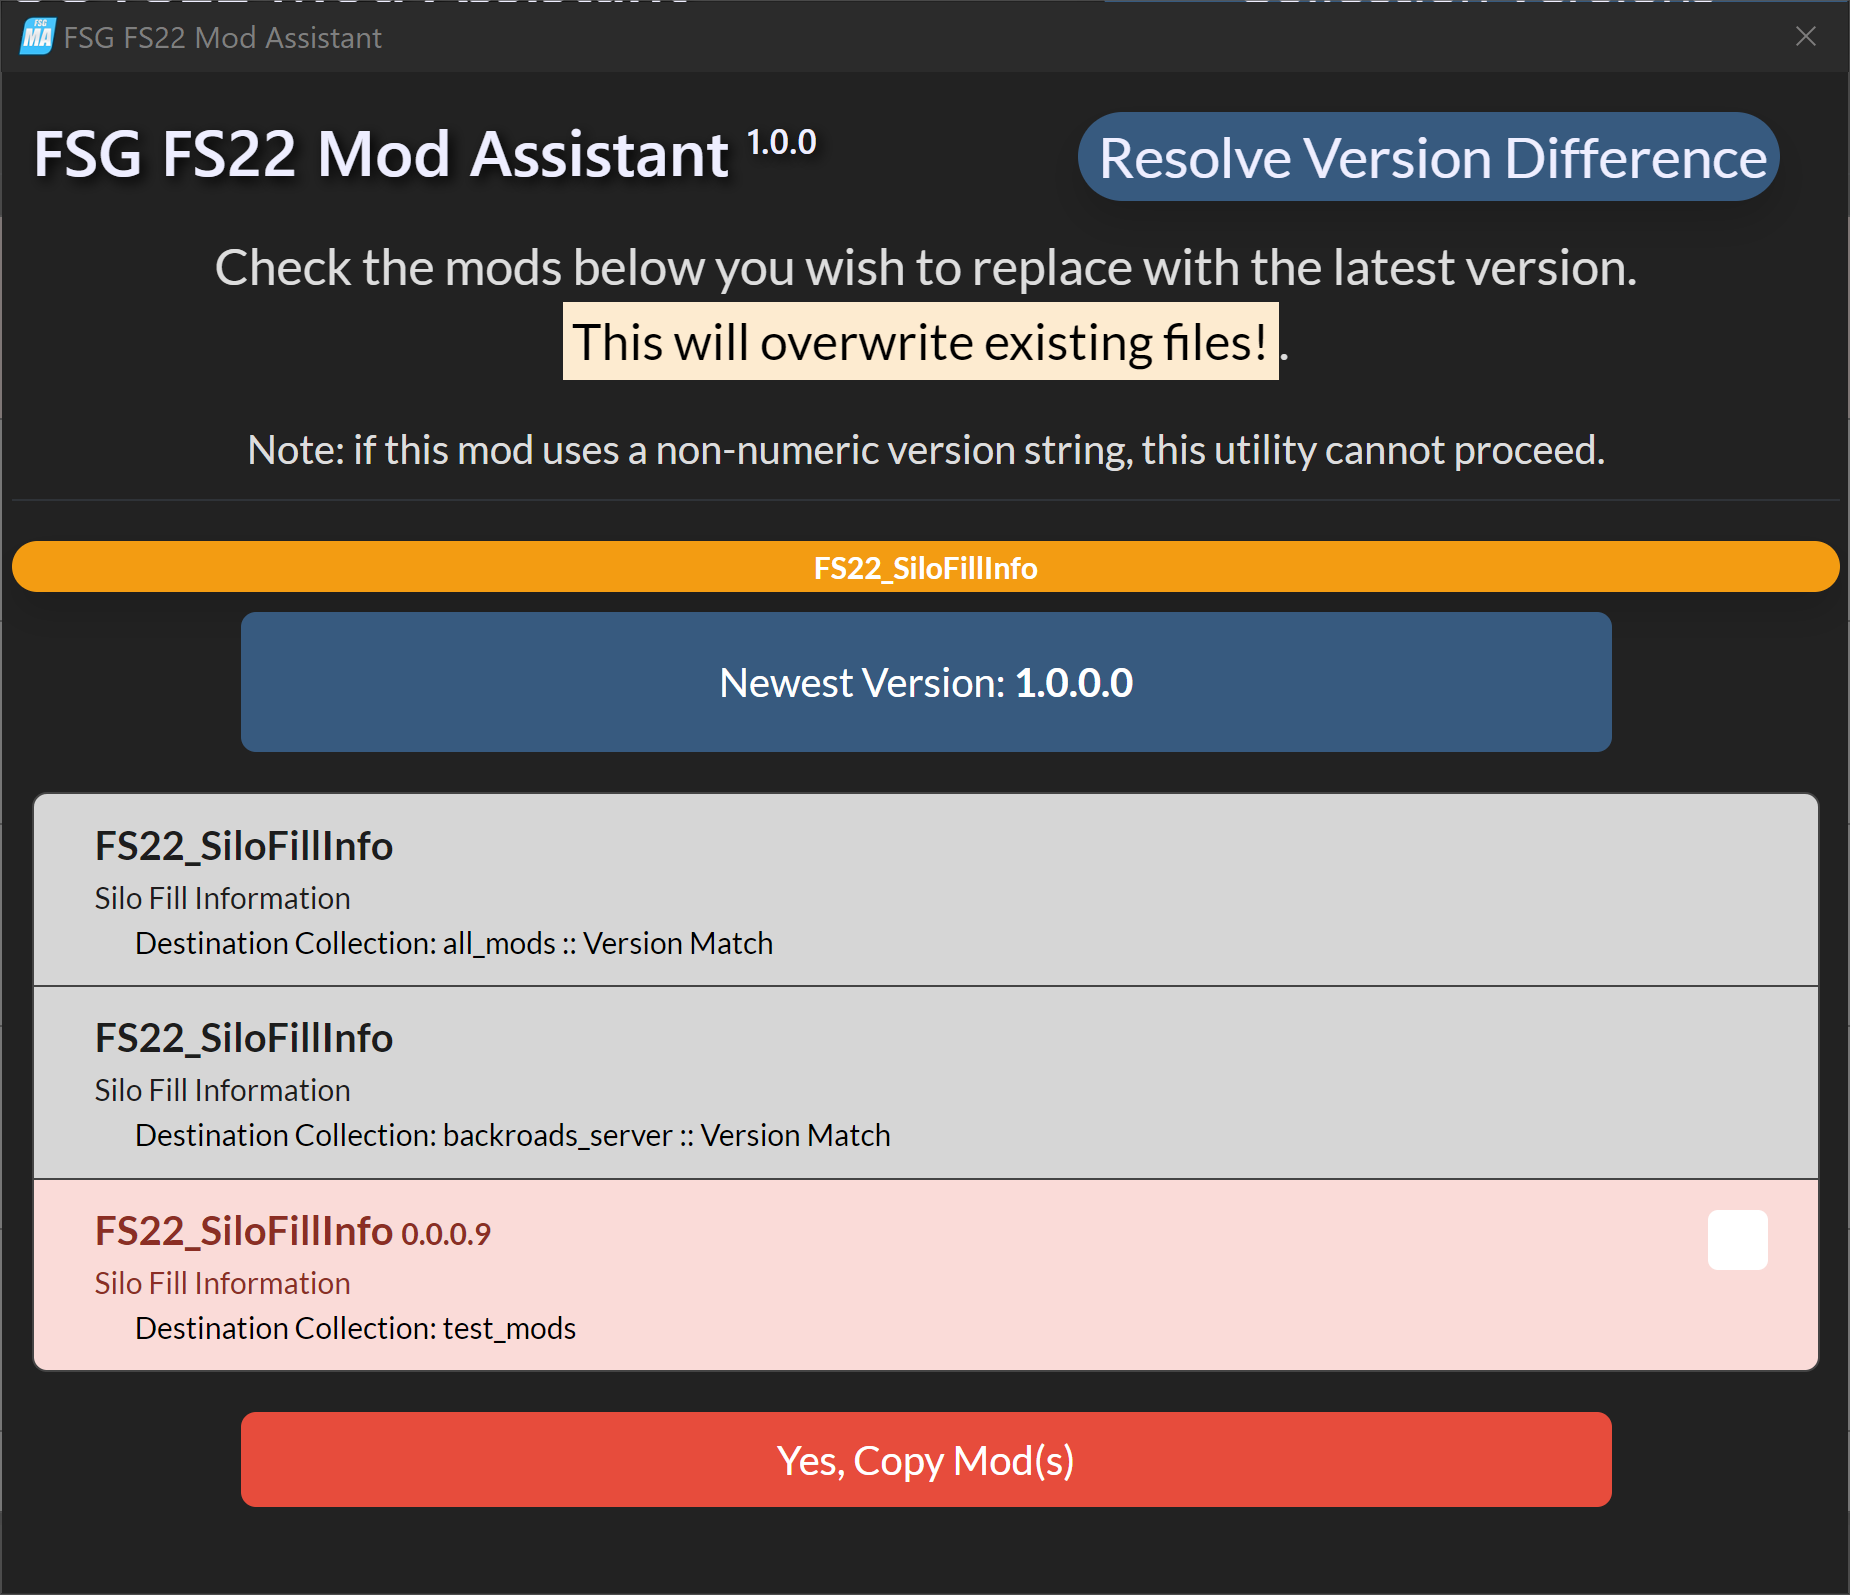 FSG MA FSG FS22 Mod Assistant
FSG FS22 Mod Assistant 1.0.0
Resolve Version Difference
Check the mods below you wish to replace with the latest version.
This will overwrite existing files! .
Note: if this mod uses a non-numeric version string, this utility cannot proceed.
FS22_SiloFillInfo
Newest Version: 1.0.0.0
FS22_SiloFillInfo
Silo Fill Information
Destination Collection: all_mods :: Version Match
FS22_SiloFillInfo
Silo Fill Information
Destination Collection: backroads_server :: Version Match
FS22_SiloFillInfo 0.0.0.9
Silo Fill Information
Destination Collection: test_mods
Yes, Copy Mod(s)